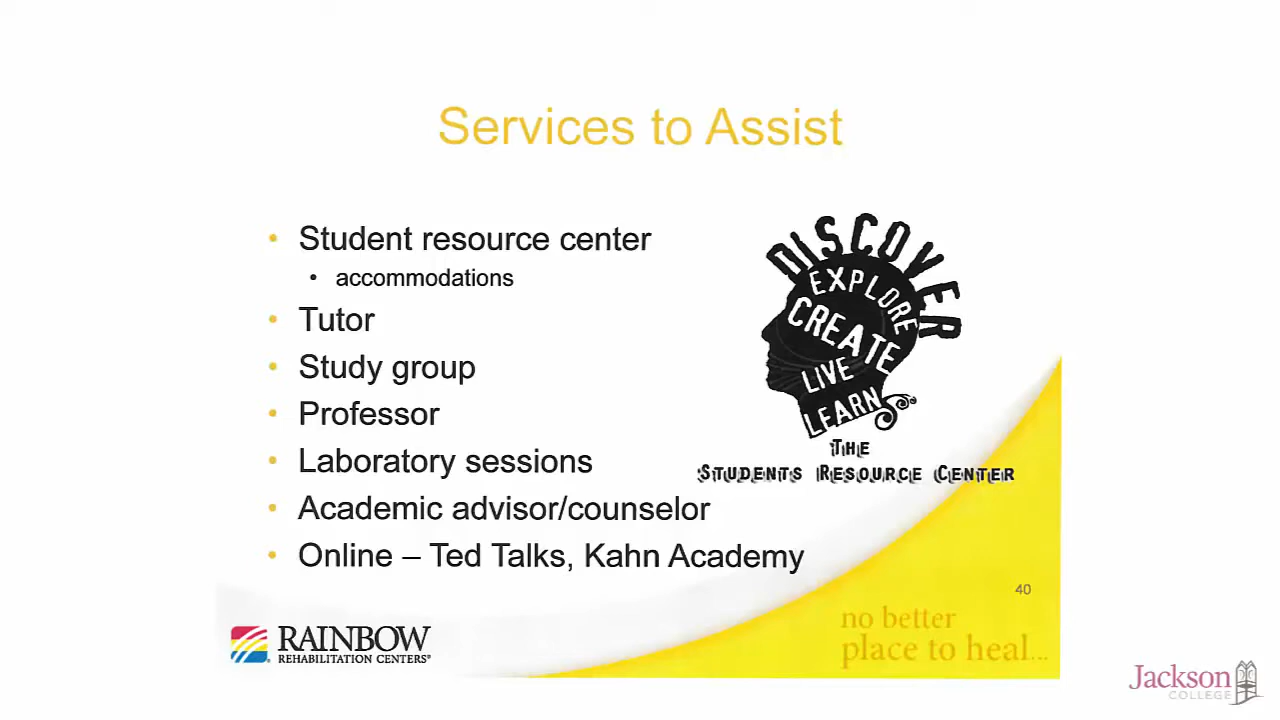 Services to Assist
• Student resource center
• accommodations
• Tutor
• Study group
• Professor
• Laboratory sessions
• Academic advisor/counselor
• Online – Ted Talks, Kahn Academy
DISCOVER
EXPLORE
CREATE
LIVE
LEARN
THE
STUDENTS RESOURCE CENTER
40
RAINBOW
REHABILITATION CENTERS®
no better
place to heal...
Jackson
COLLEGE